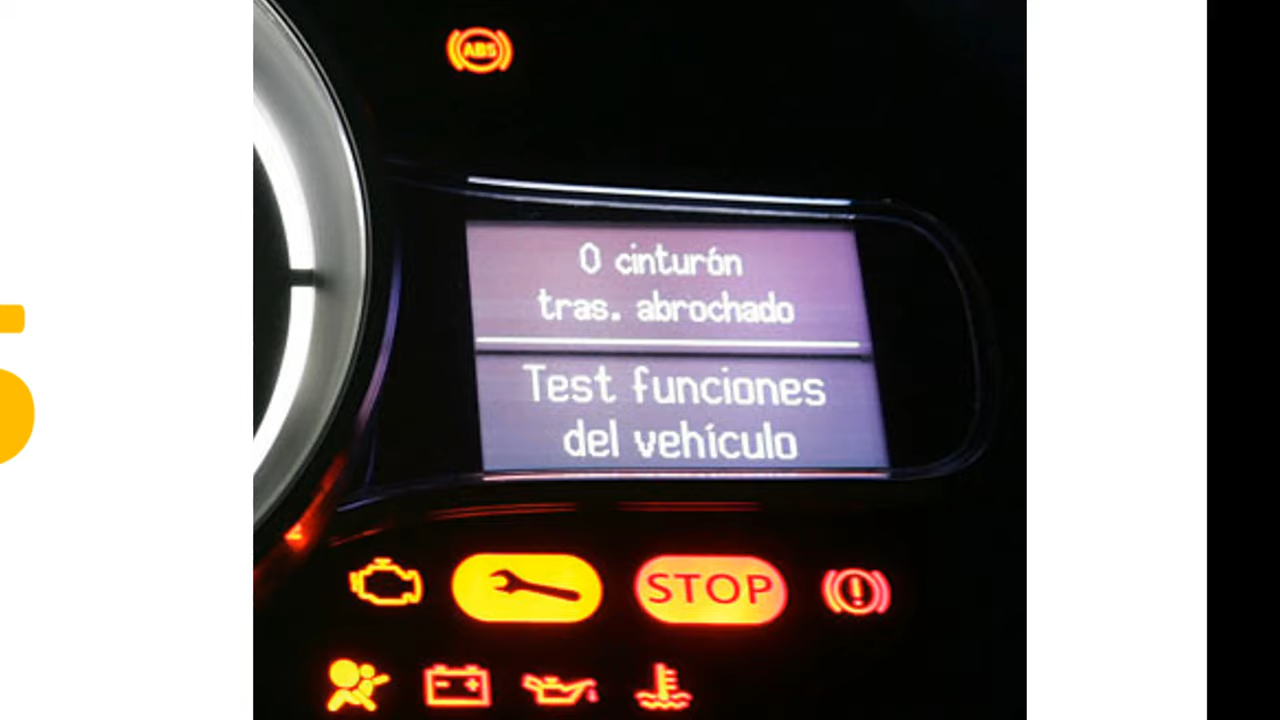 ABS
0 cinturón
tras. abrochado
Test funciones
del vehículo
STOP